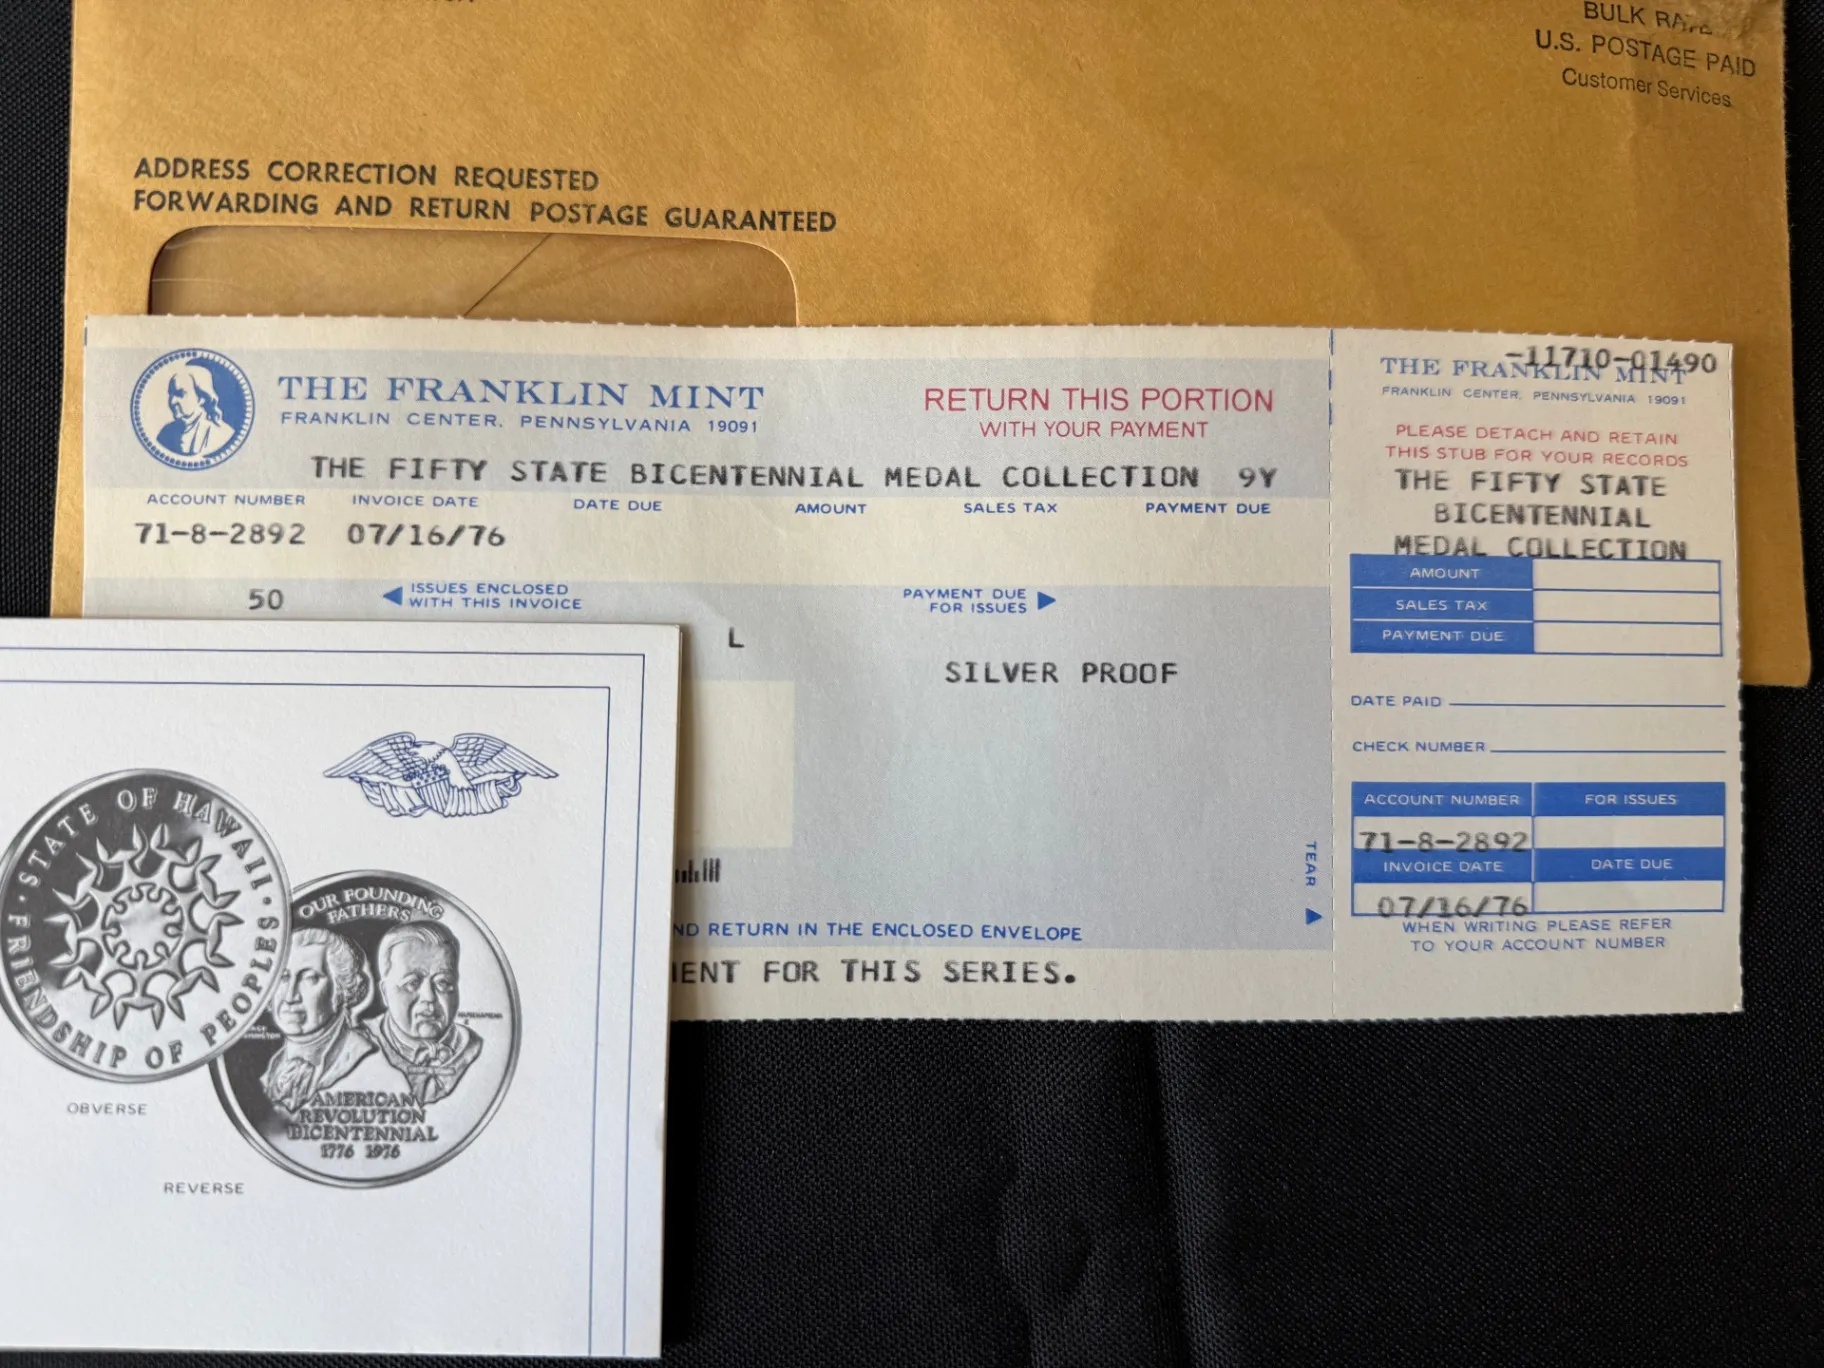 BULK RATE
U.S. POSTAGE PAID
Customer Services
ADDRESS CORRECTION REQUESTED
FORWARDING AND RETURN POSTAGE GUARANTEED
THE FRANKLIN MINT
FRANKLIN CENTER, PENNSYLVANIA 19091
RETURN THIS PORTION
WITH YOUR PAYMENT
THE FIFTY STATE BICENTENNIAL MEDAL COLLECTION 9Y
ACCOUNT NUMBER INVOICE DATE DATE DUE AMOUNT SALES TAX PAYMENT DUE
71-8-2892 07/16/76
50
ISSUES ENCLOSED
WITH THIS INVOICE
PAYMENT DUE
FOR ISSUES
L
SILVER PROOF
TEAR
ND RETURN IN THE ENCLOSED ENVELOPE
ENT FOR THIS SERIES.
-11710-01490
THE FRANKLIN MINT
FRANKLIN CENTER, PENNSYLVANIA 19091
PLEASE DETACH AND RETAIN
THIS STUB FOR YOUR RECORDS
THE FIFTY STATE
BICENTENNIAL
MEDAL COLLECTION
AMOUNT
SALES TAX
PAYMENT DUE
DATE PAID
CHECK NUMBER
ACCOUNT NUMBER FOR ISSUES
71-8-2892
INVOICE DATE DATE DUE
07/16/76
WHEN WRITING PLEASE REFER
TO YOUR ACCOUNT NUMBER
STATE OF HAWAII
· FRIENDSHIP OF PEOPLES ·
OBVERSE
OUR FOUNDING
FATHERS
AMERICAN
REVOLUTION
BICENTENNIAL
1776 1976
REVERSE